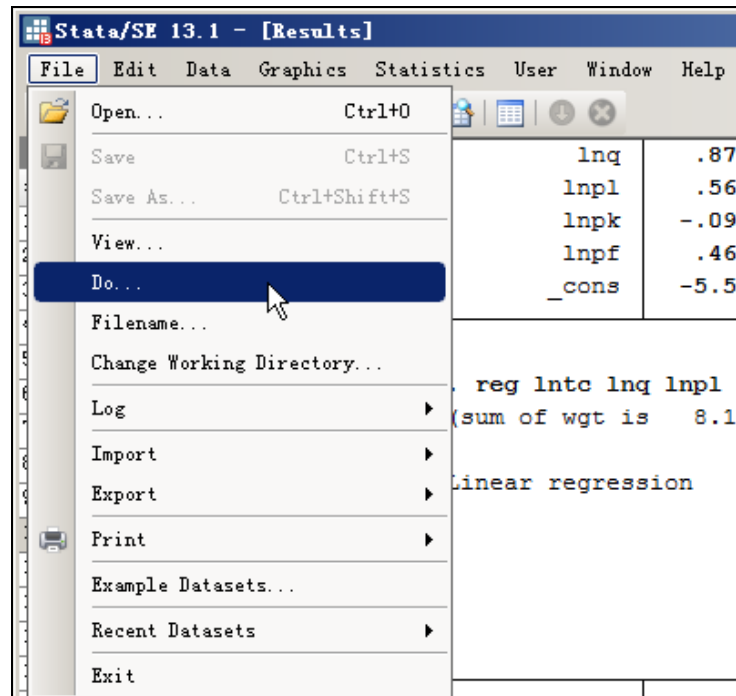 Stata/SE 13.1 - [Results]
File Edit Data Graphics Statistics User Window Help
Open... Ctrl+O
Save Ctrl+S
Save As... Ctrl+Shift+S
View...
Do...
Filename...
Change Working Directory...
Log
Import
Export
Print
Example Datasets...
Recent Datasets
Exit
lnq .87
lnpl .56
lnpk -.09
lnpf .46
_cons -5.5
. reg lntc lnq lnpl
(sum of wgt is 8.1
Linear regression